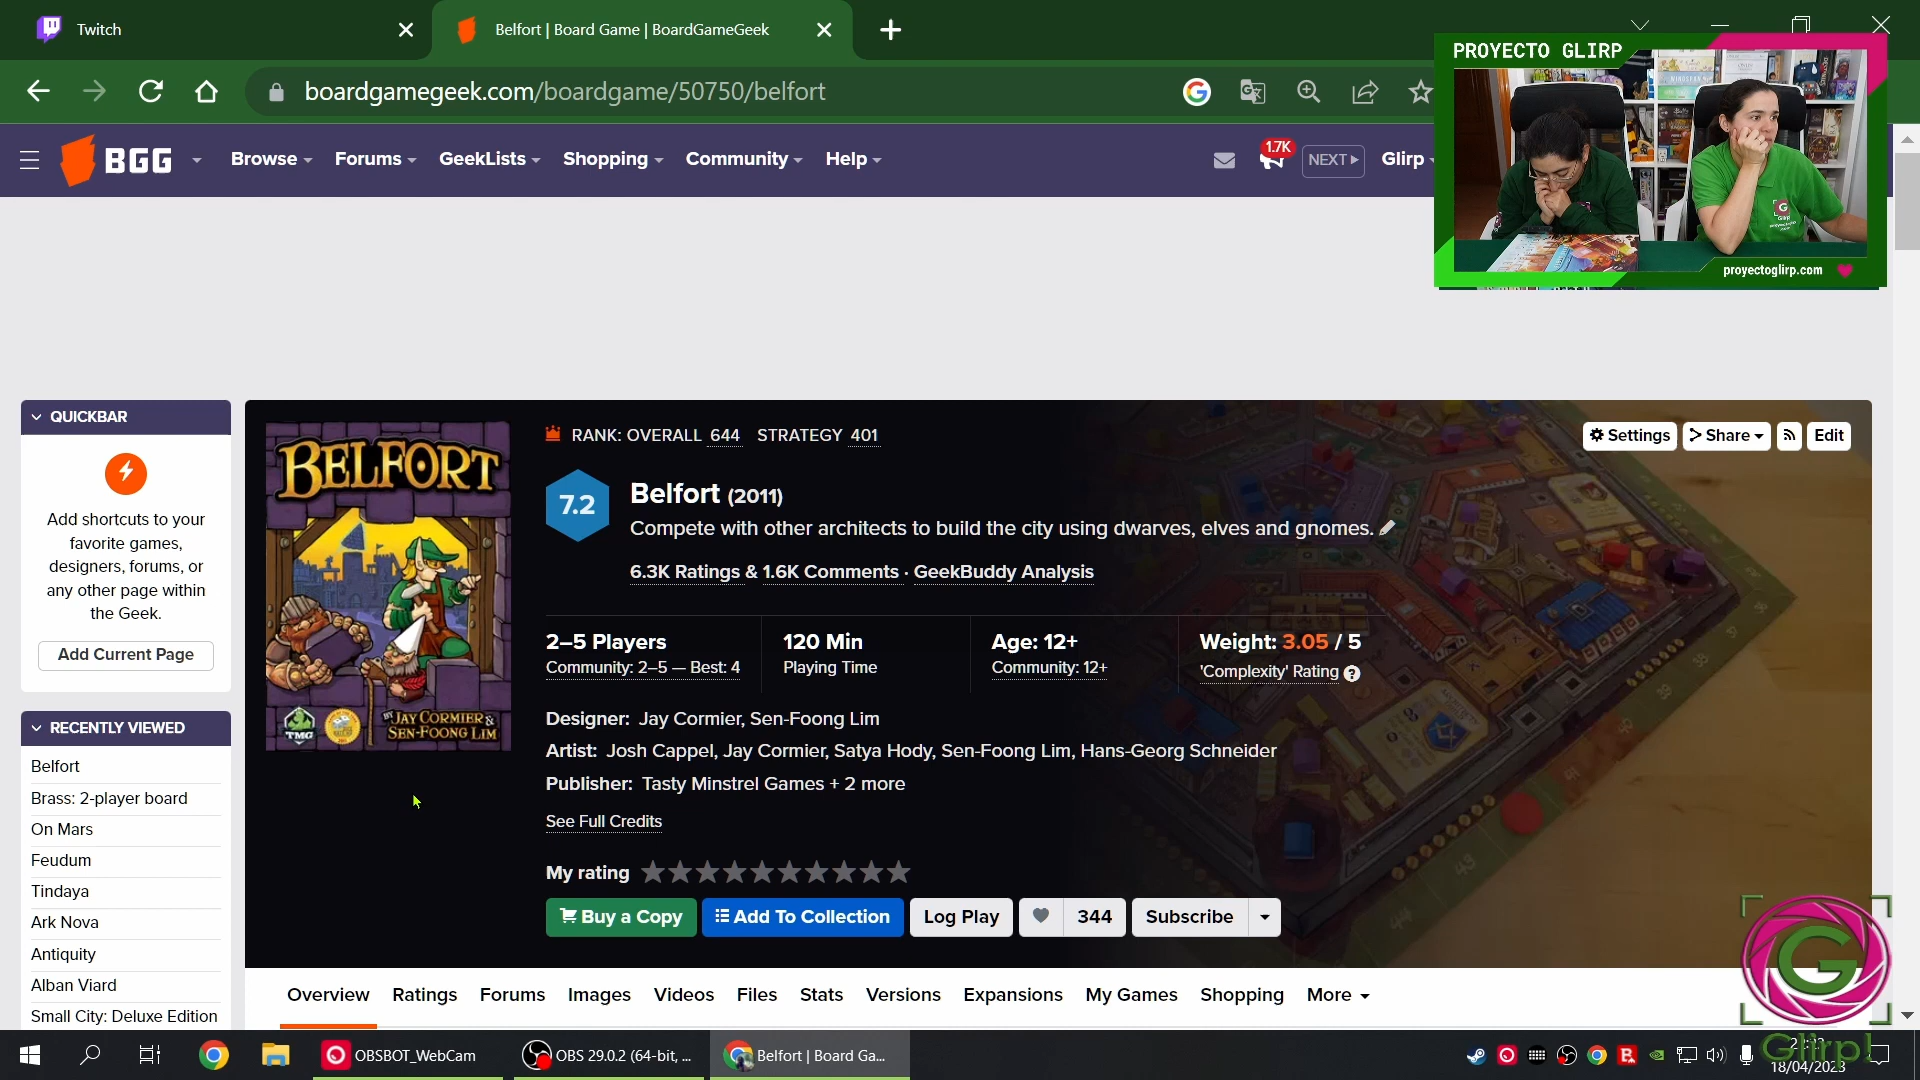 Twitch
Belfort | Board Game | BoardGameGeek
boardgamegeek.com/boardgame/50750/belfort
PROYECTO GLIRP
proyectoglirp.com
BGG
Browse
Forums
GeekLists
Shopping
Community
Help
1.7K
NEXT
Glirp
QUICKBAR
Add shortcuts to your
favorite games,
designers, forums, or
any other page within
the Geek.
Add Current Page
RECENTLY VIEWED
Belfort
Brass: 2-player board
On Mars
Feudum
Tindaya
Ark Nova
Antiquity
Alban Viard
Small City: Deluxe Edition
BELFORT
TMG
BY JAY CORMIER &
SEN-FOONG LIM
RANK: OVERALL 644 STRATEGY 401
Settings
Share
Edit
7.2
Belfort (2011)
Compete with other architects to build the city using dwarves, elves and gnomes.
6.3K Ratings & 1.6K Comments · GeekBuddy Analysis
2–5 Players
Community: 2–5 — Best: 4
120 Min
Playing Time
Age: 12+
Community: 12+
Weight: 3.05 / 5
'Complexity' Rating
Designer: Jay Cormier, Sen-Foong Lim
Artist: Josh Cappel, Jay Cormier, Satya Hody, Sen-Foong Lim, Hans-Georg Schneider
Publisher: Tasty Minstrel Games + 2 more
See Full Credits
My rating
Buy a Copy
Add To Collection
Log Play
344
Subscribe
Overview
Ratings
Forums
Images
Videos
Files
Stats
Versions
Expansions
My Games
Shopping
More
OBSBOT_WebCam
OBS 29.0.2 (64-bit, ...
Belfort | Board Ga...
Glirp!
18/04/2023